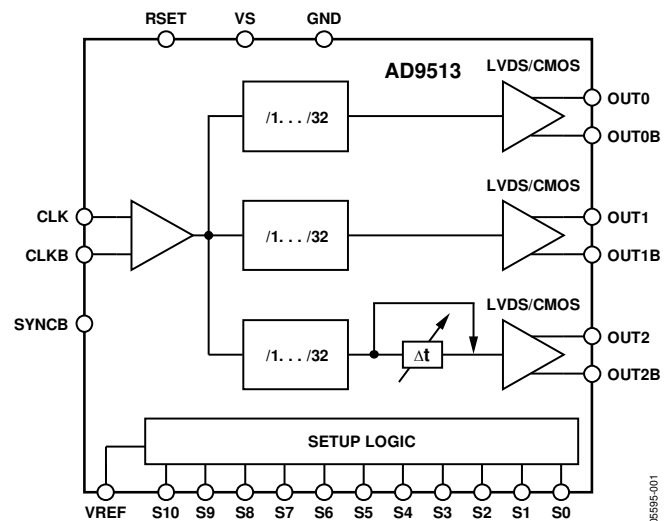 RSET VS GND
AD9513
LVDS/CMOS
/1. . . /32
OUT0
OUT0B
LVDS/CMOS
CLK
CLKB
/1. . . /32
OUT1
OUT1B
SYNCB
LVDS/CMOS
/1. . . /32
Δt
OUT2
OUT2B
SETUP LOGIC
VREF S10 S9 S8 S7 S6 S5 S4 S3 S2 S1 S0
05595-001